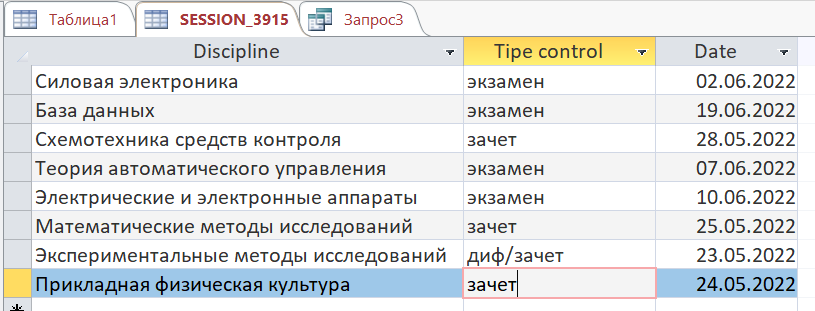 Таблица1 SESSION_3915 Запрос3
Discipline Tipe control Date
Силовая электроника экзамен 02.06.2022
База данных экзамен 19.06.2022
Схемотехника средств контроля зачет 28.05.2022
Теория автоматического управления экзамен 07.06.2022
Электрические и электронные аппараты экзамен 10.06.2022
Математические методы исследований зачет 25.05.2022
Экспериментальные методы исследований диф/зачет 23.05.2022
Прикладная физическая культура зачет 24.05.2022